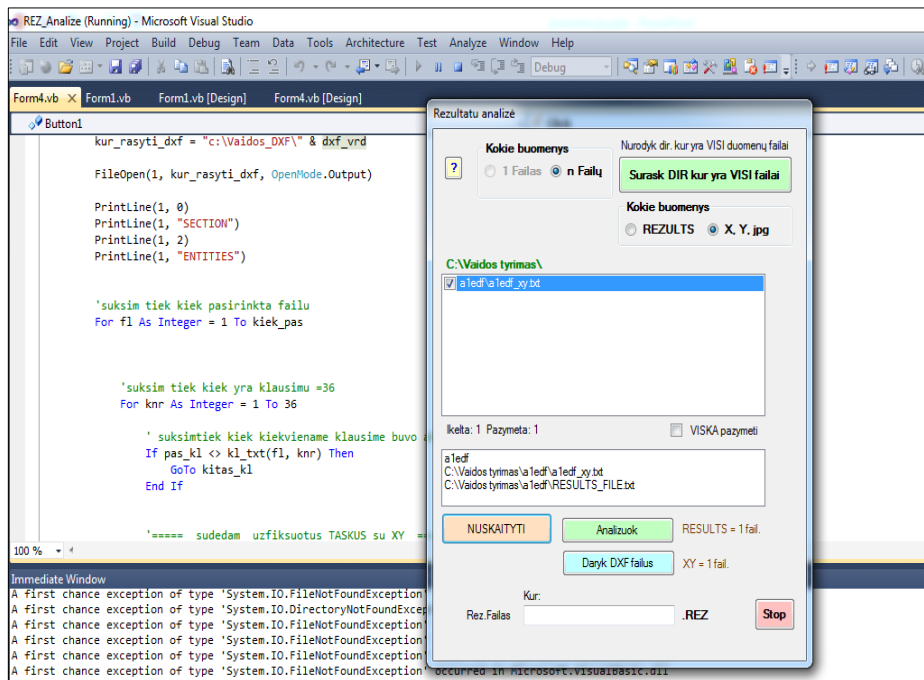 REZ_Analize (Running) - Microsoft Visual Studio
File Edit View Project Build Debug Team Data Tools Architecture Test Analyze Window Help
Debug
Form4.vb X Form1.vb Form1.vb [Design] Form4.vb [Design]
Button1
kur_rasyti_dxf = "c:\Vaidos_DXF\" & dxf_vrd
FileOpen(1, kur_rasyti_dxf, OpenMode.Output)
PrintLine(1, 0)
PrintLine(1, "SECTION")
PrintLine(1, 2)
PrintLine(1, "ENTITIES")
'suksim tiek kiek pasirinkta failu
For fl As Integer = 1 To kiek_pas
'suksim tiek kiek yra klausimu =36
For knr As Integer = 1 To 36
' suksimtiek kiek kiekviename klausime buvo
If pas_kl <> kl_txt(fl, knr) Then
GoTo kitas_kl
End If
'===== sudedam uzfiksuotus TASKUS su XY
100 %
Immediate Window
A first chance exception of type 'System.IO.FileNotFoundException'
A first chance exception of type 'System.IO.DirectoryNotFoundExcep
A first chance exception of type 'System.IO.FileNotFoundException'
A first chance exception of type 'System.IO.FileNotFoundException'
A first chance exception of type 'System.IO.FileNotFoundException'
A first chance exception of type 'System.IO.FileNotFoundException' occurred in Microsoft.VisualBasic.dll
Rezultatu analizė
?
Kokie buomenys
1 Failas n Failų
Nurodyk dir. kur yra VISI duomenų failai
Surask DIR kur yra VISI failai
Kokie buomenys
REZULTS X, Y, jpg
C:\Vaidos tyrimas\
a1edf\a1edf_xy.txt
Ikelta: 1 Pazymeta: 1 VISKA pazymeti
a1edf
C:\Vaidos tyrimas\a1edf\a1edf_xy.txt
C:\Vaidos tyrimas\a1edf\RESULTS_FILE.txt
NUSKAITYTI Analizuok RESULTS = 1 fail.
Daryk DXF failus XY = 1 fail.
Kur:
Rez.Failas .REZ Stop